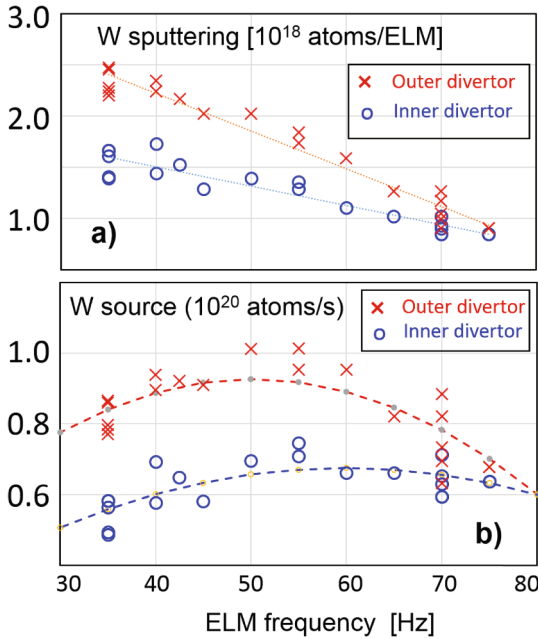 3.0
W sputtering [10¹⁸ atoms/ELM]
Outer divertor
Inner divertor
2.0
1.0
a)
W source (10²⁰ atoms/s)
Outer divertor
Inner divertor
1.0
0.8
0.6
b)
30 40 50 60 70 80
ELM frequency [Hz]